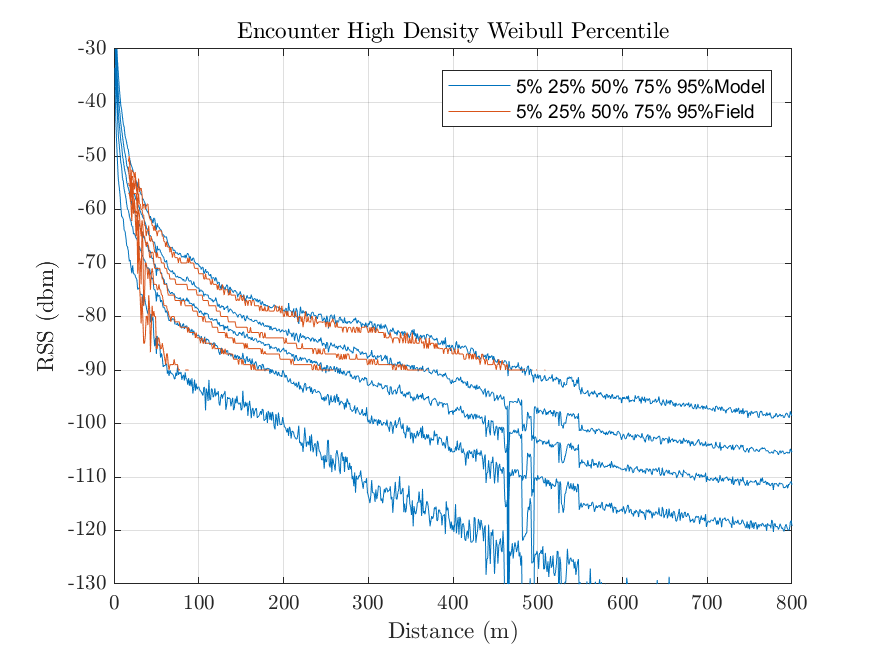 Encounter High Density Weibull Percentile
5% 25% 50% 75% 95%Model
5% 25% 50% 75% 95%Field
RSS (dbm)
-30
-40
-50
-60
-70
-80
-90
-100
-110
-120
-130
0 100 200 300 400 500 600 700 800
Distance (m)